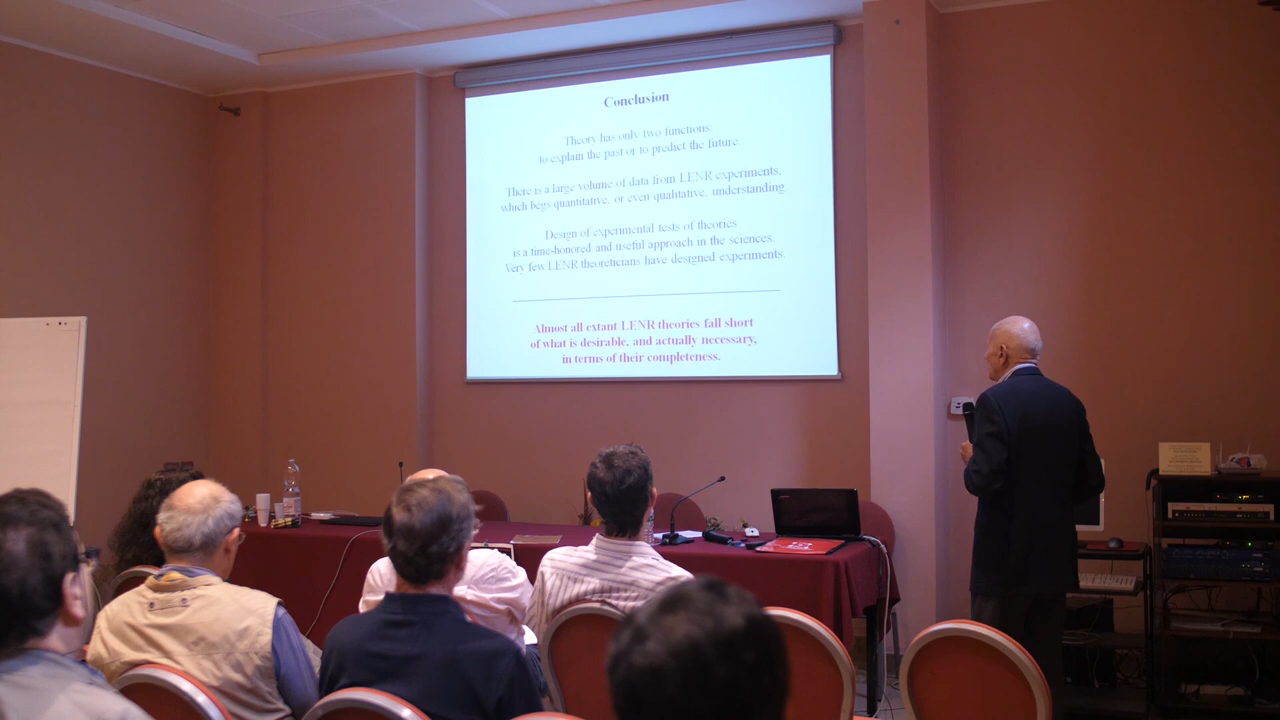 Conclusion
Theory has only two functions:
to explain the past or to predict the future.
There is a large volume of data from LENR experiments,
which begs quantitative, or even qualitative, understanding.
Design of experimental tests of theories
is a time-honored and useful approach in the sciences.
Very few LENR theoreticians have designed experiments.
Almost all extant LENR theories fall short
of what is desirable, and actually necessary,
in terms of their completeness.